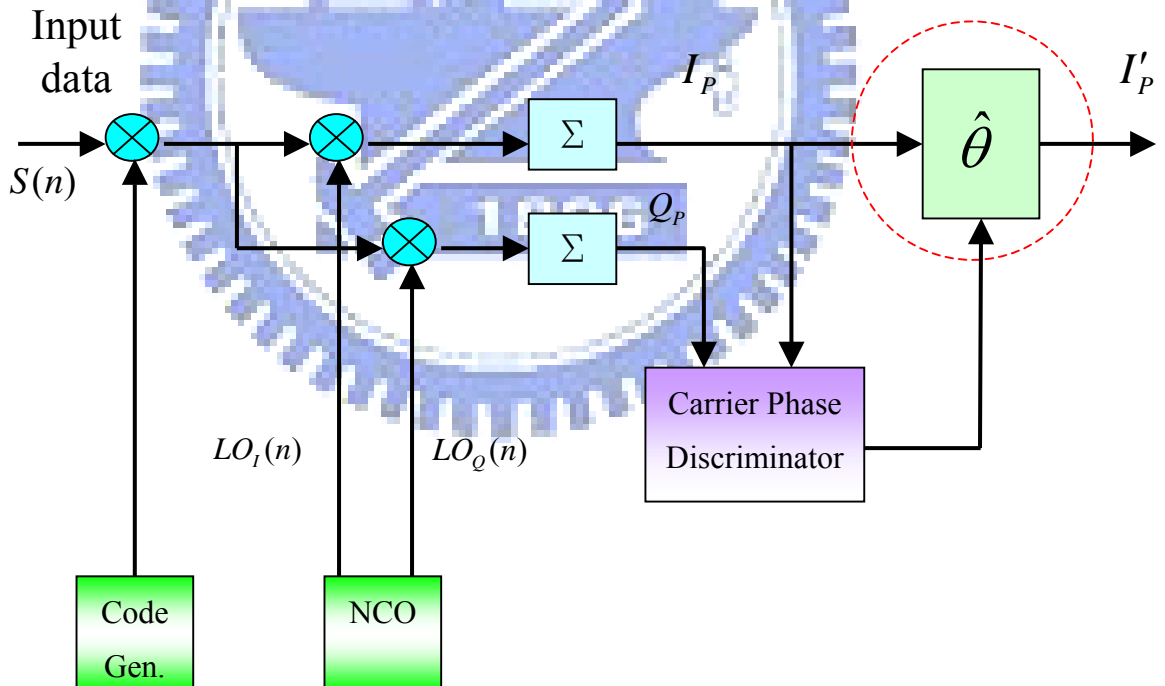 Input
data
S(n)
I_P
Σ
θ̂
I'_P
Q_P
Σ
Carrier Phase
Discriminator
LO_I(n)
LO_Q(n)
Code
Gen.
NCO